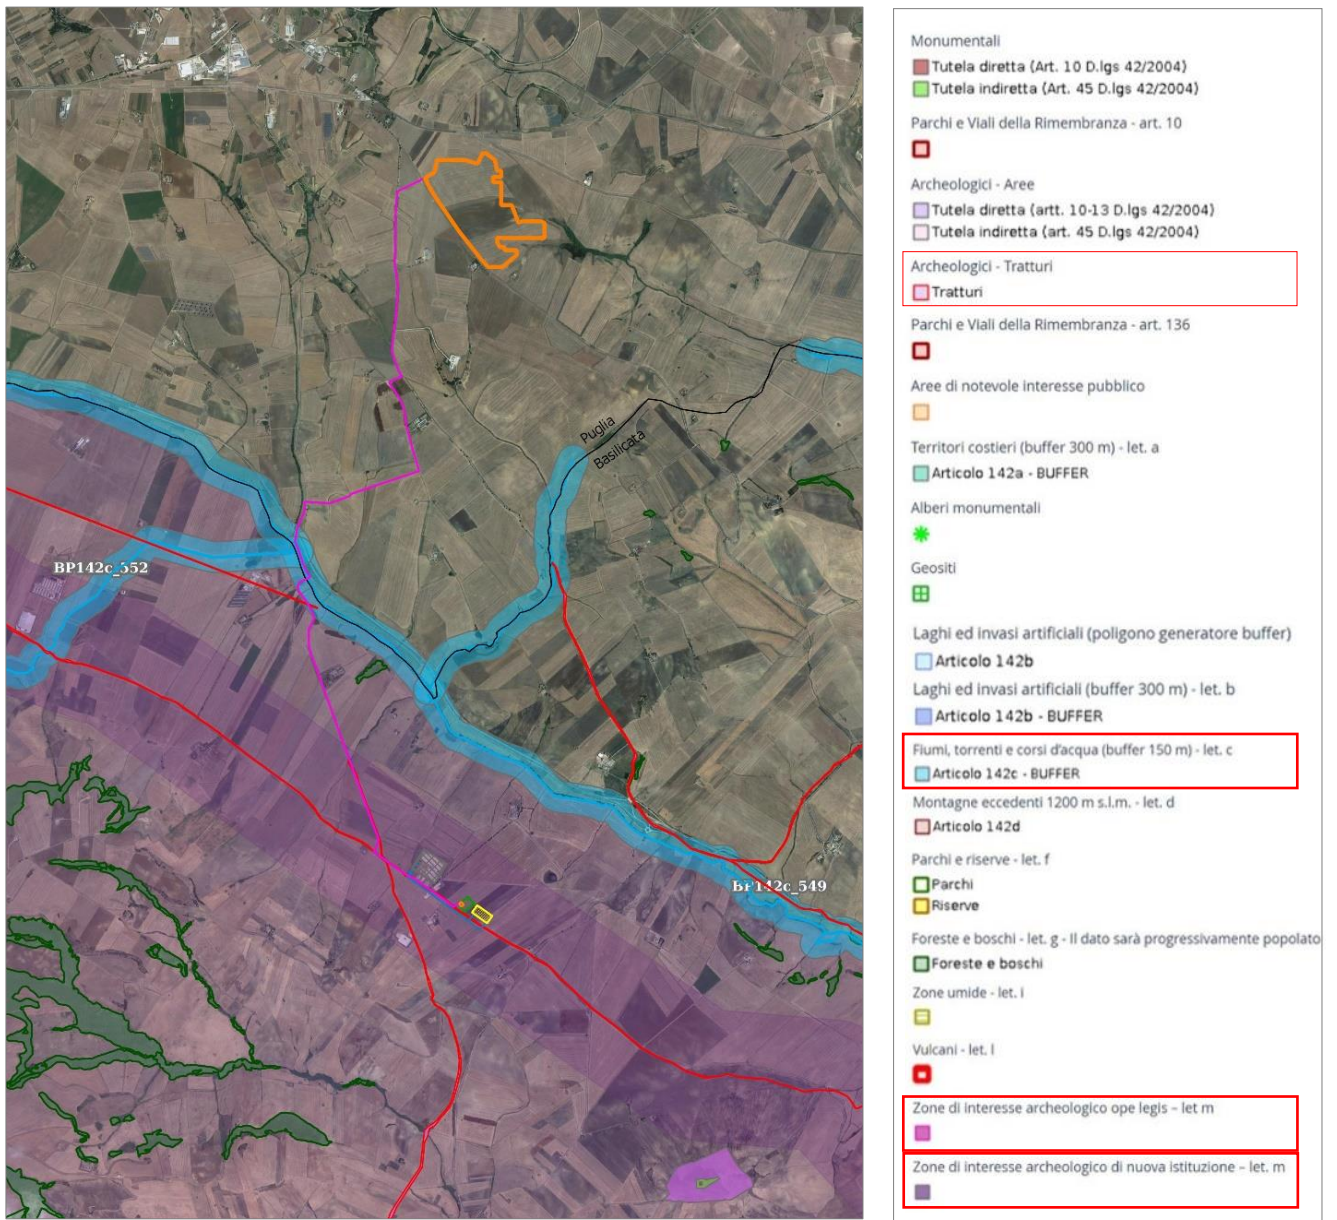 Puglia
Basilicata
BP142c_552
BP142c_549
Monumentali
Tutela diretta (Art. 10 D.lgs 42/2004)
Tutela indiretta (Art. 45 D.lgs 42/2004)
Parchi e Viali della Rimembranza - art. 10
Archeologici - Aree
Tutela diretta (artt. 10-13 D.lgs 42/2004)
Tutela indiretta (art. 45 D.lgs 42/2004)
Archeologici - Tratturi
Tratturi
Parchi e Viali della Rimembranza - art. 136
Aree di notevole interesse pubblico
Territori costieri (buffer 300 m) - let. a
Articolo 142a - BUFFER
Alberi monumentali
Geositi
Laghi ed invasi artificiali (poligono generatore buffer)
Articolo 142b
Laghi ed invasi artificiali (buffer 300 m) - let. b
Articolo 142b - BUFFER
Fiumi, torrenti e corsi d'acqua (buffer 150 m) - let. c
Articolo 142c - BUFFER
Montagne eccedenti 1200 m s.l.m. - let. d
Articolo 142d
Parchi e riserve - let. f
Parchi
Riserve
Foreste e boschi - let. g - Il dato sarà progressivamente popolato
Foreste e boschi
Zone umide - let. i
Vulcani - let. l
Zone di interesse archeologico ope legis – let m
Zone di interesse archeologico di nuova istituzione – let. m